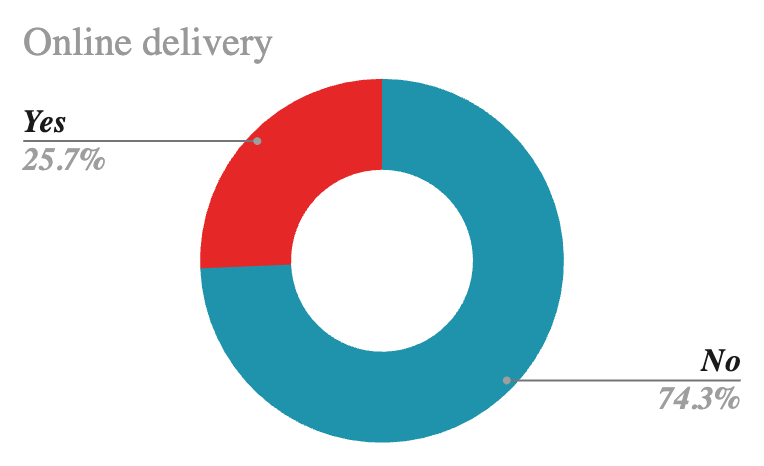 Online delivery
Yes
25.7%
No
74.3%